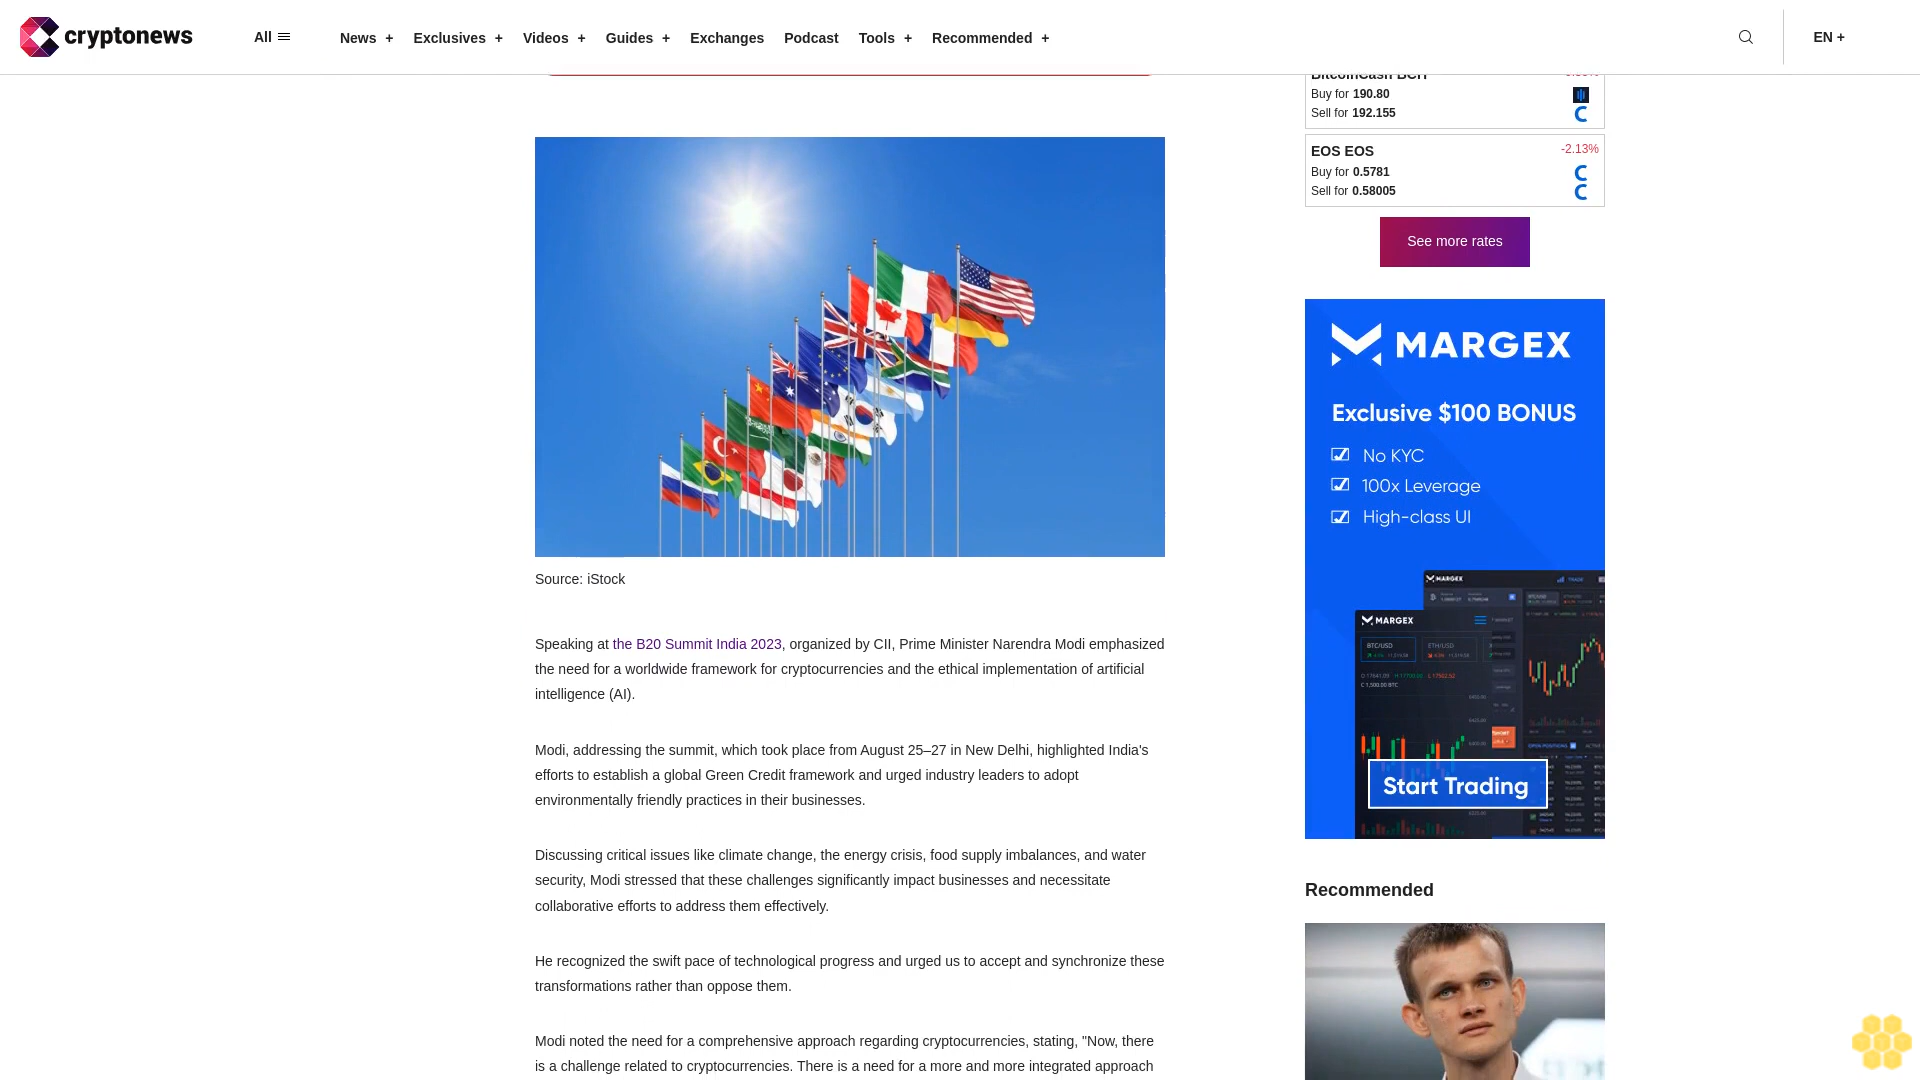 cryptonews
All
News +
Exclusives +
Videos +
Guides +
Exchanges
Podcast
Tools +
Recommended +
EN +
Buy for 190.80
Sell for 192.155
EOS EOS
-2.13%
Buy for 0.5781
Sell for 0.58005
See more rates
MARGEX
Exclusive $100 BONUS
No KYC
100x Leverage
High-class UI
MARGEX
TRADE
MARGEX
BTC/USD
ETH/USD
Start Trading
Recommended
Source: iStock
Speaking at the B20 Summit India 2023, organized by CII, Prime Minister Narendra Modi emphasized
the need for a worldwide framework for cryptocurrencies and the ethical implementation of artificial
intelligence (AI).
Modi, addressing the summit, which took place from August 25–27 in New Delhi, highlighted India's
efforts to establish a global Green Credit framework and urged industry leaders to adopt
environmentally friendly practices in their businesses.
Discussing critical issues like climate change, the energy crisis, food supply imbalances, and water
security, Modi stressed that these challenges significantly impact businesses and necessitate
collaborative efforts to address them effectively.
He recognized the swift pace of technological progress and urged us to accept and synchronize these
transformations rather than oppose them.
Modi noted the need for a comprehensive approach regarding cryptocurrencies, stating, "Now, there
is a challenge related to cryptocurrencies. There is a need for a more and more integrated approach